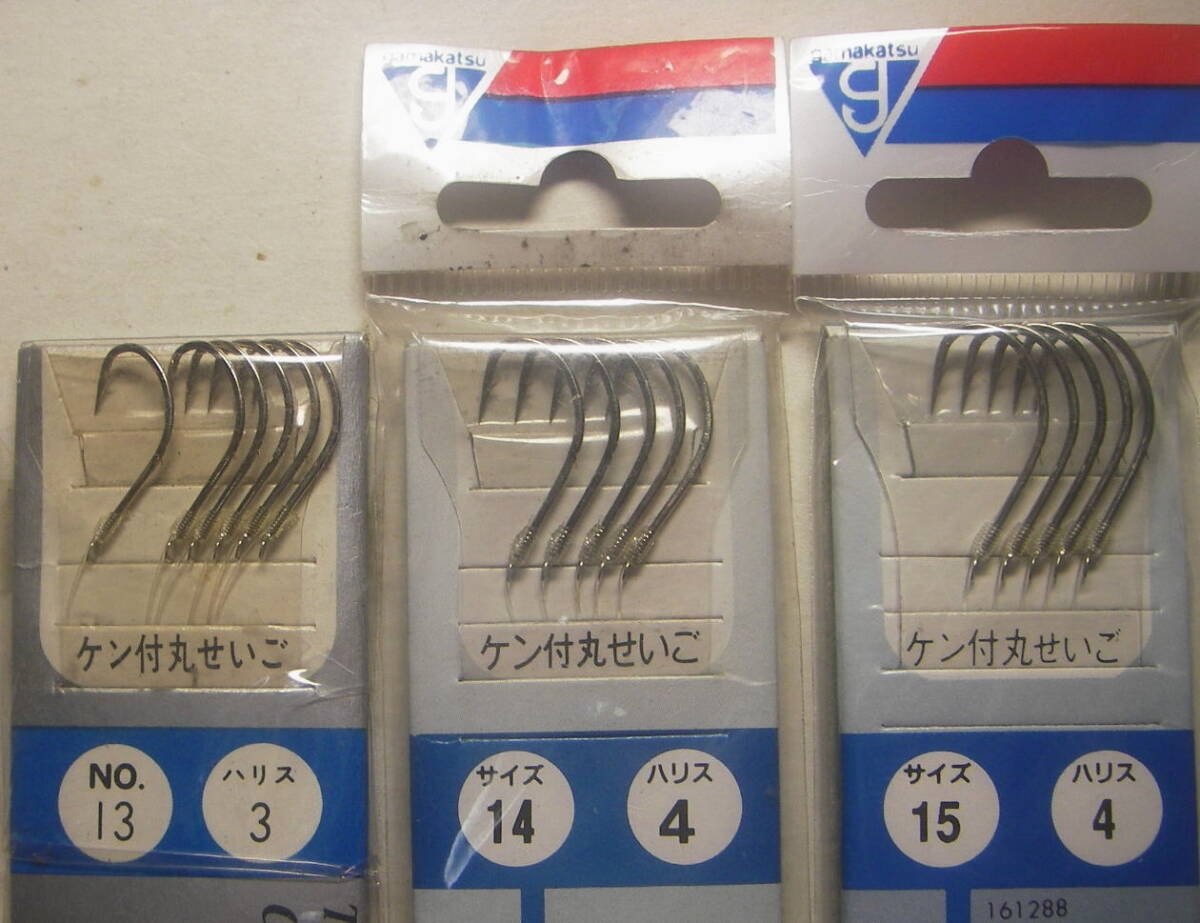 ケン付丸せいご
NO.
13
ハリス
3
gamakatsu
ケン付丸せいご
サイズ
14
ハリス
4
gamakatsu
ケン付丸せいご
サイズ
15
ハリス
4
161288